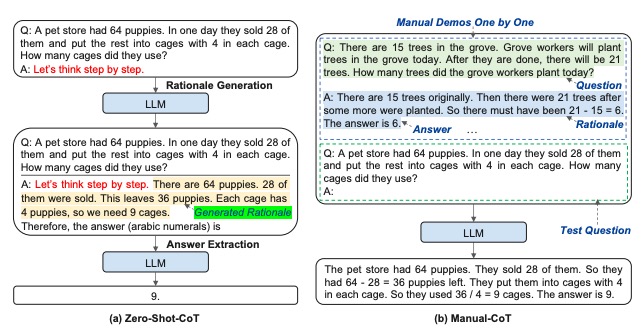 Q: A pet store had 64 puppies. In one day they sold 28 of
them and put the rest into cages with 4 in each cage.
How many cages did they use?
A: Let's think step by step.
Rationale Generation
LLM
Q: A pet store had 64 puppies. In one day they sold 28 of
them and put the rest into cages with 4 in each cage.
How many cages did they use?
A: Let's think step by step. There are 64 puppies. 28 of
them were sold. This leaves 36 puppies. Each cage has
4 puppies, so we need 9 cages.
Generated Rationale
Therefore, the answer (arabic numerals) is
Answer Extraction
LLM
9.
(a) Zero-Shot-CoT
Manual Demos One by One
Q: There are 15 trees in the grove. Grove workers will plant
trees in the grove today. After they are done, there will be 21
trees. How many trees did the grove workers plant today?
Question
A: There are 15 trees originally. Then there were 21 trees after
some more were planted. So there must have been 21 - 15 = 6.
The answer is 6.
Rationale
Answer
...
Q: A pet store had 64 puppies. In one day they sold 28 of them
and put the rest into cages with 4 in each cage. How many
cages did they use?
A:
LLM
Test Question
The pet store had 64 puppies. They sold 28 of them. So they
had 64 - 28 = 36 puppies left. They put them into cages with 4
in each cage. So they used 36 / 4 = 9 cages. The answer is 9.
(b) Manual-CoT